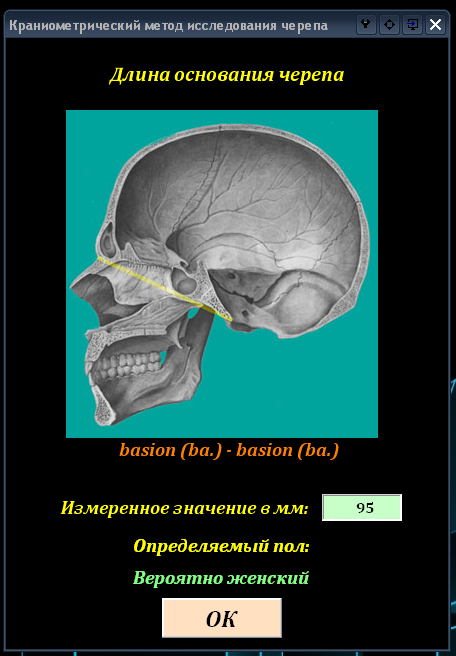 Краниометрический метод исследования черепа
Длина основания черепа
basion (ba.) - basion (ba.)
Измеренное значение в мм: 95
Определяемый пол:
Вероятно женский
ОК